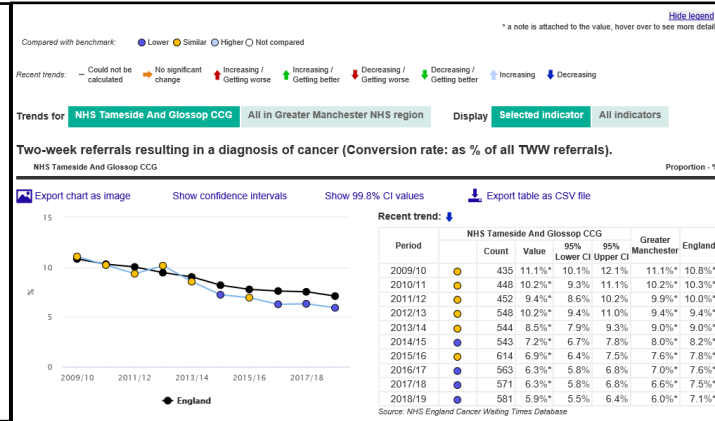 Hide legend
* a note is attached to the value, hover over to see more detail
Compared with benchmark: Lower Similar Higher Not compared
Recent trends: – Could not be calculated No significant change Increasing / Getting worse Increasing / Getting better Decreasing / Getting worse Decreasing / Getting better Increasing Decreasing
Trends for NHS Tameside And Glossop CCG All in Greater Manchester NHS region Display Selected indicator All indicators
Two-week referrals resulting in a diagnosis of cancer (Conversion rate: as % of all TWW referrals).
NHS Tameside And Glossop CCG Proportion - %
Export chart as image Show confidence intervals Show 99.8% CI values Export table as CSV file
15
10
%
5
0
2009/10 2011/12 2013/14 2015/16 2017/18
England
Recent trend:
Period NHS Tameside And Glossop CCG Greater Manchester England
Count Value 95% Lower CI 95% Upper CI
2009/10 435 11.1%* 10.1% 12.1% 11.1%* 10.8%*
2010/11 448 10.2%* 9.3% 11.1% 10.2%* 10.3%*
2011/12 452 9.4%* 8.6% 10.2% 9.9%* 10.0%*
2012/13 548 10.2%* 9.4% 11.0% 9.4%* 9.4%*
2013/14 544 8.5%* 7.9% 9.3% 9.0%* 9.0%*
2014/15 543 7.2%* 6.7% 7.8% 8.0%* 8.2%*
2015/16 614 6.9%* 6.4% 7.5% 7.6%* 7.8%*
2016/17 563 6.3%* 5.8% 6.8% 7.0%* 7.6%*
2017/18 571 6.3%* 5.8% 6.8% 6.6%* 7.5%*
2018/19 581 5.9%* 5.5% 6.4% 6.0%* 7.1%*
Source: NHS England Cancer Waiting Times Database